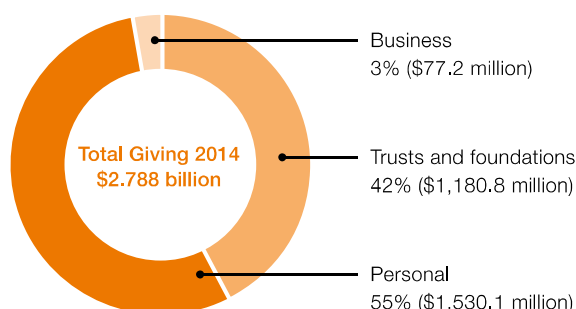 Business
3% ($77.2 million)
Total Giving 2014
$2.788 billion
Trusts and foundations
42% ($1,180.8 million)
Personal
55% ($1,530.1 million)